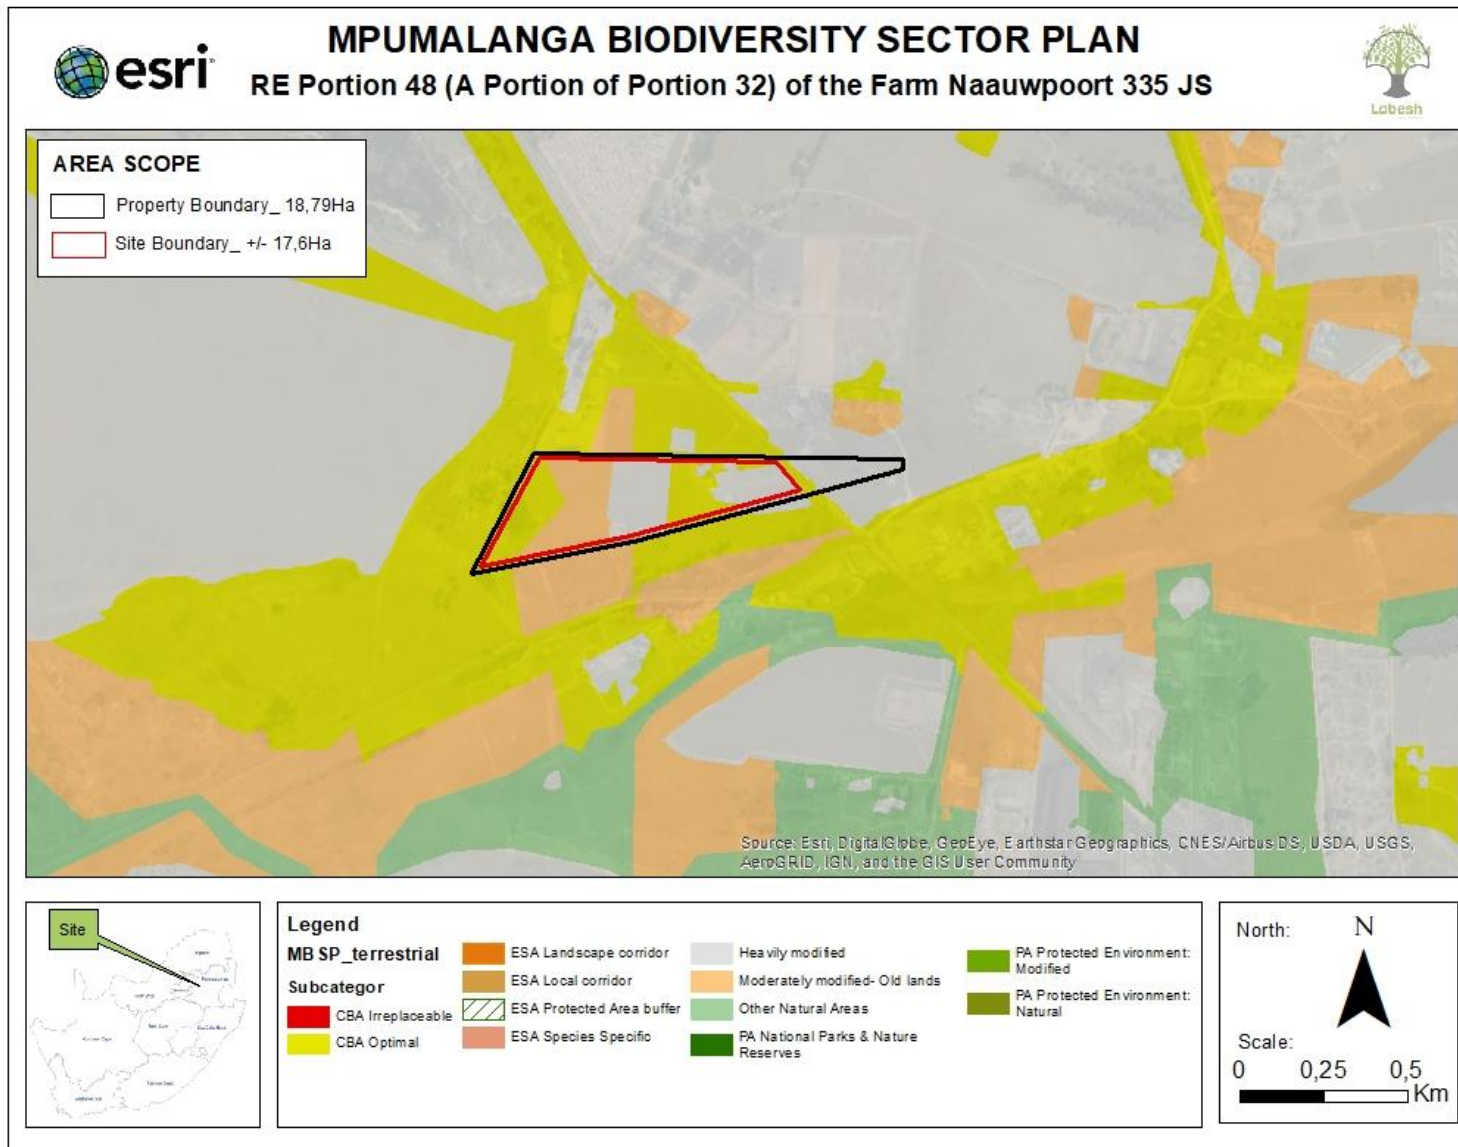 esri
MPUMALANGA BIODIVERSITY SECTOR PLAN
RE Portion 48 (A Portion of Portion 32) of the Farm Naauwpoort 335 JS
Labesh
AREA SCOPE
Property Boundary_ 18,79Ha
Site Boundary_ +/- 17,6Ha
Source: Esri, DigitalGlobe, GeoEye, Earthstar Geographics, CNES/Airbus DS, USDA, USGS,
AeroGRID, IGN, and the GIS User Community
Site
Legend
MBSP_terrestrial
Subcategor
CBA Irreplaceable
CBA Optimal
ESA Landscape corridor
ESA Local corridor
ESA Protected Area buffer
ESA Species Specific
Heavily modified
Moderately modified- Old lands
Other Natural Areas
PA National Parks & Nature
Reserves
PA Protected Environment:
Modified
PA Protected Environment:
Natural
North:
N
Scale:
0 0,25 0,5
Km